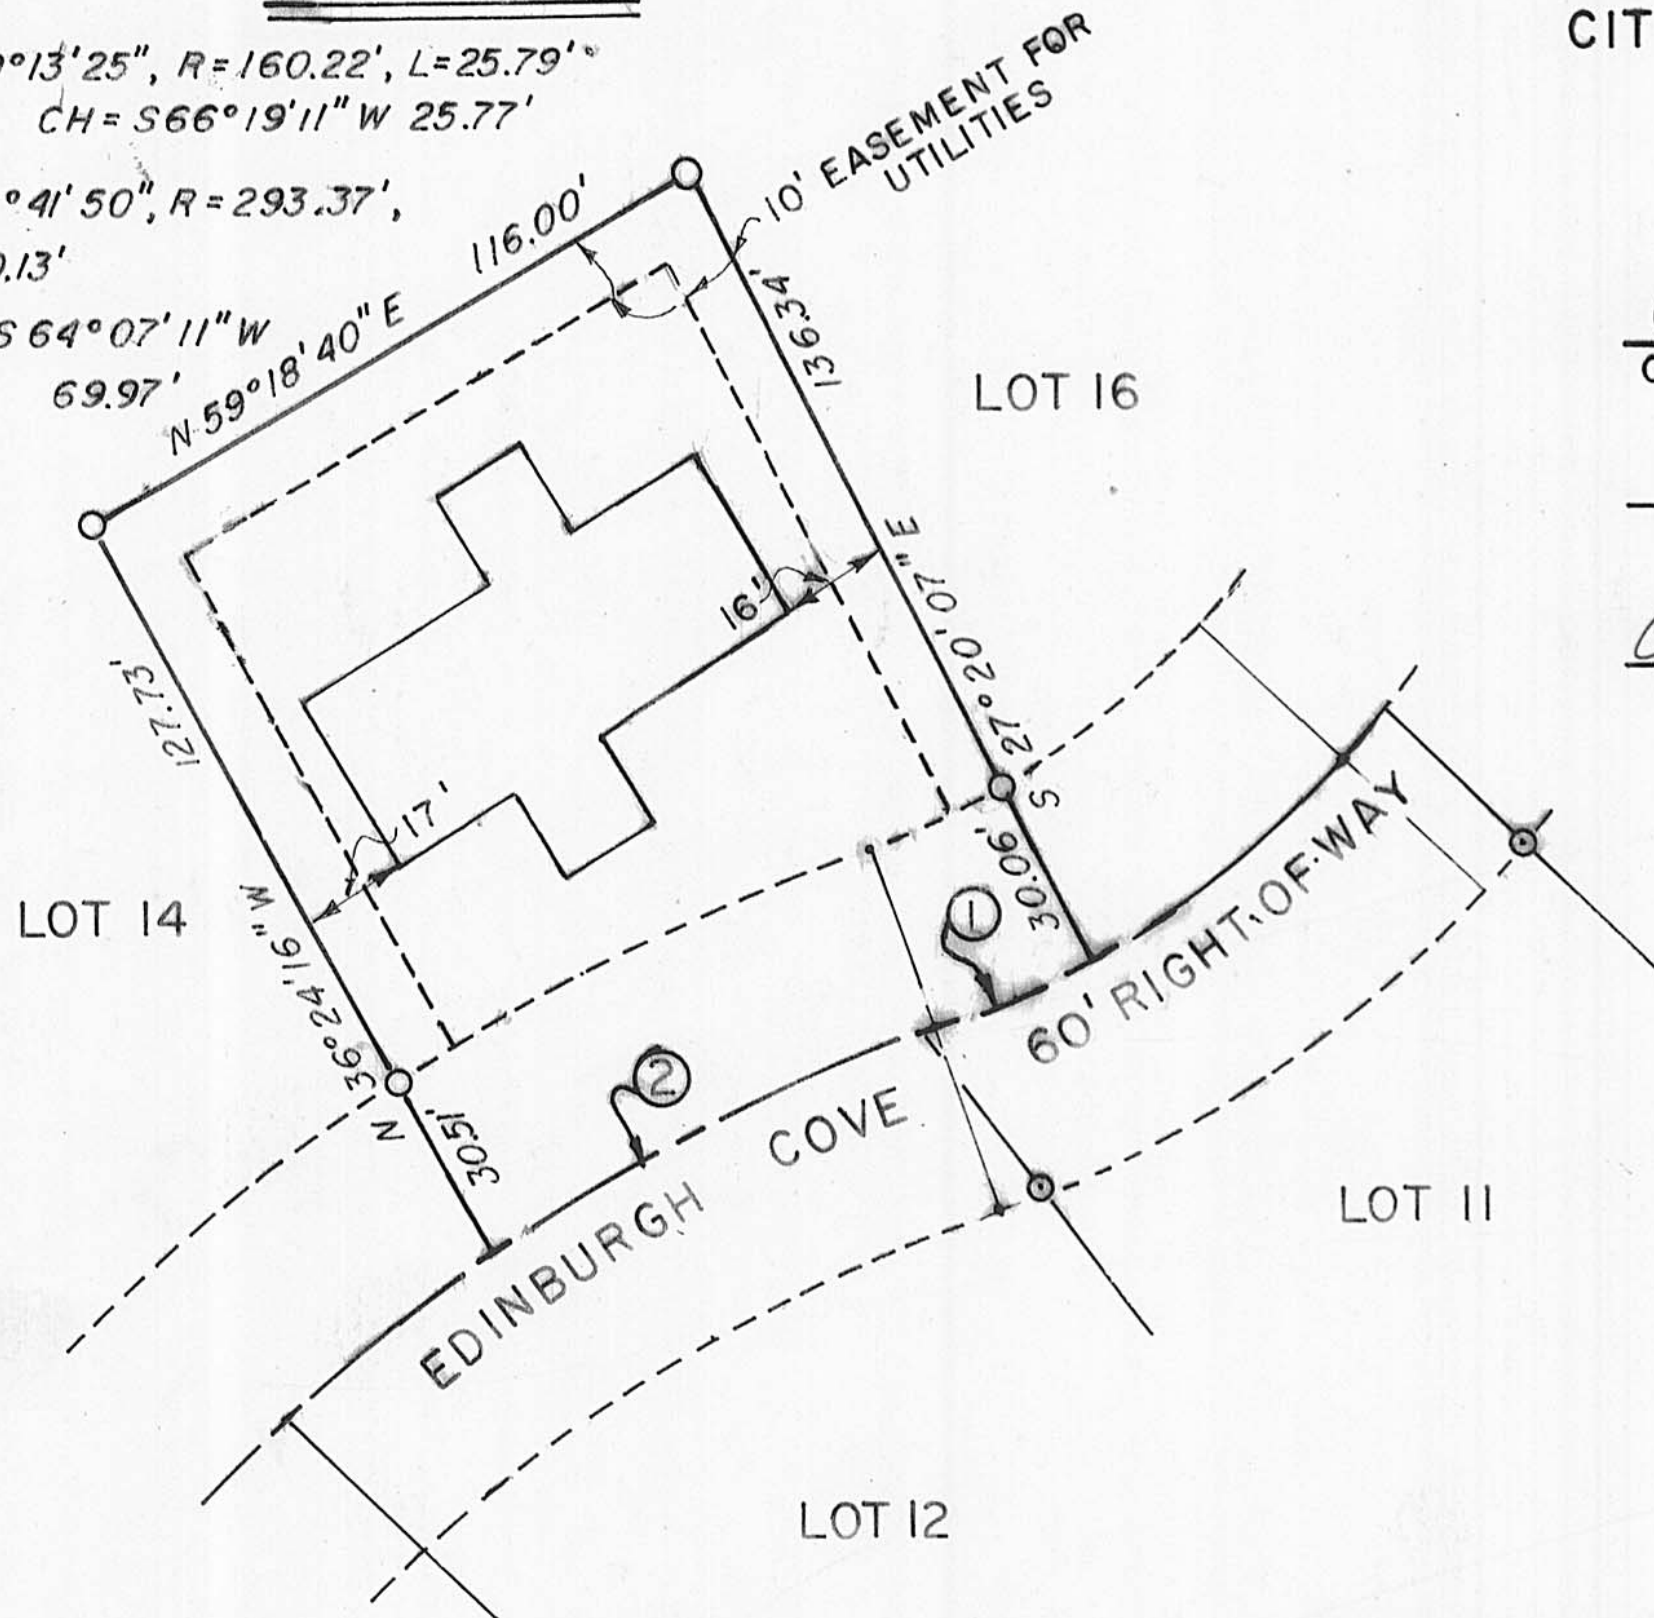 °13'25", R=160.22', L=25.79'
CH= S66°19'11" W 25.77'
°41'50", R=293.37',
.13'
S 64°07'11" W
69.97'
CIT
10' EASEMENT FOR
UTILITIES
N 59°18'40" E
116.00'
136.34'
S 27°20'07" E
LOT 16
127.73'
N 36°24'16" W
16'
17'
LOT 14
30.06'
30.51'
1
2
60' RIGHT OF WAY
EDINBURGH COVE
LOT 11
LOT 12